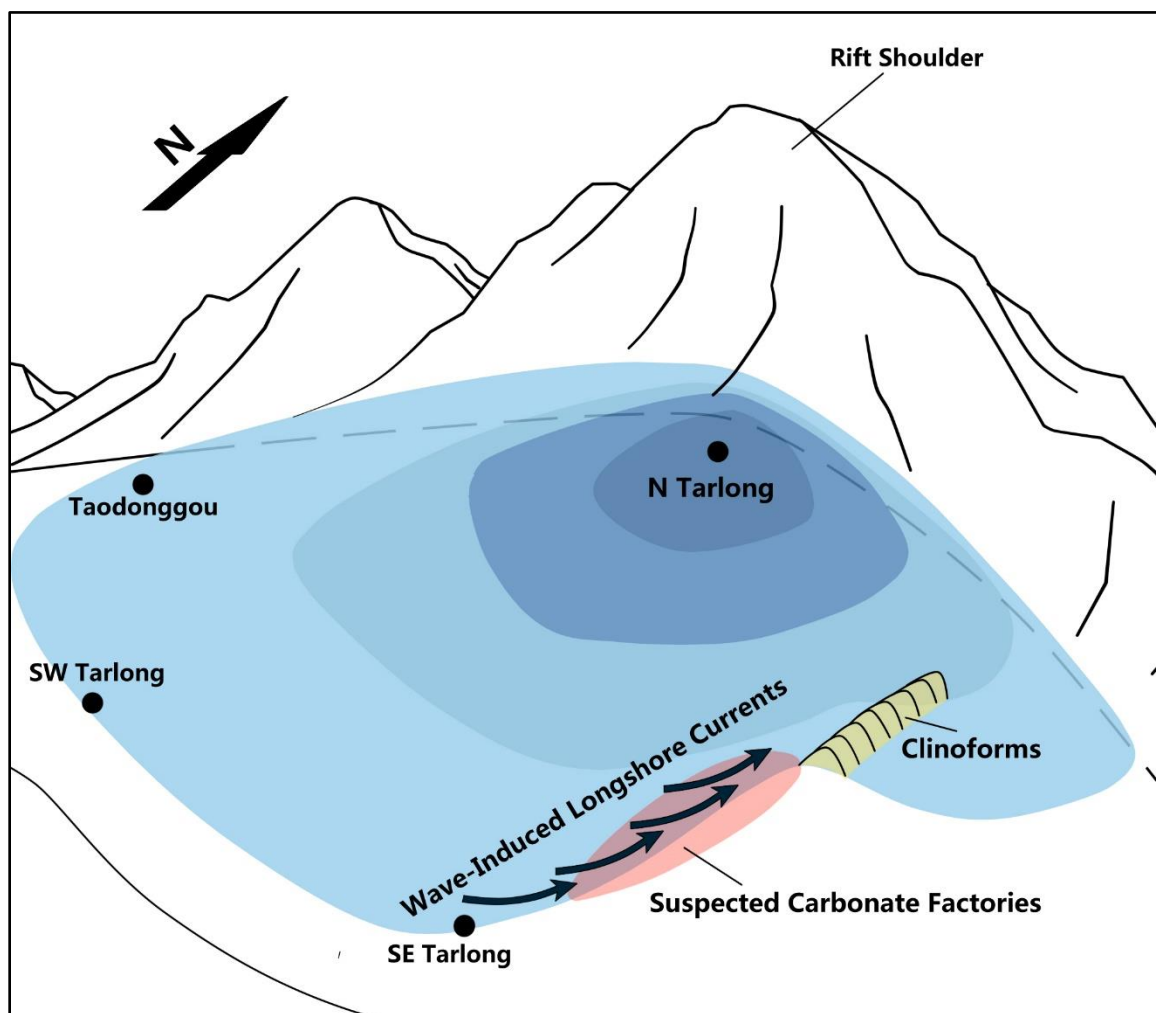 Rift Shoulder
N
Taodonggou
N Tarlong
SW Tarlong
Wave-Induced Longshore Currents
Clinoforms
Suspected Carbonate Factories
SE Tarlong